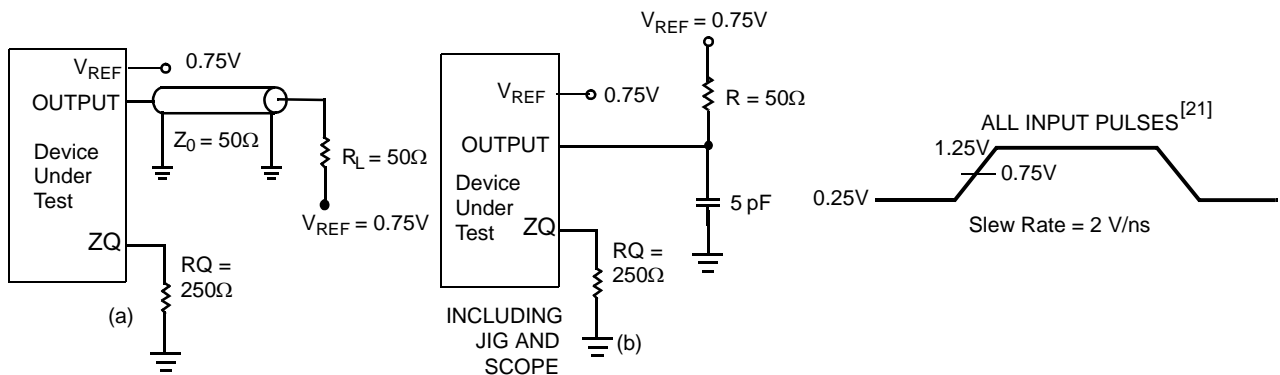 V_REF
0.75V
OUTPUT
Z_0 = 50Ω
Device
Under
Test
R_L = 50Ω
V_REF = 0.75V
ZQ
RQ =
250Ω
(a)
V_REF = 0.75V
R = 50Ω
V_REF
0.75V
OUTPUT
Device
Under
Test
5 pF
ZQ
RQ =
250Ω
INCLUDING
JIG AND
SCOPE
(b)
ALL INPUT PULSES[21]
1.25V
0.75V
0.25V
Slew Rate = 2 V/ns